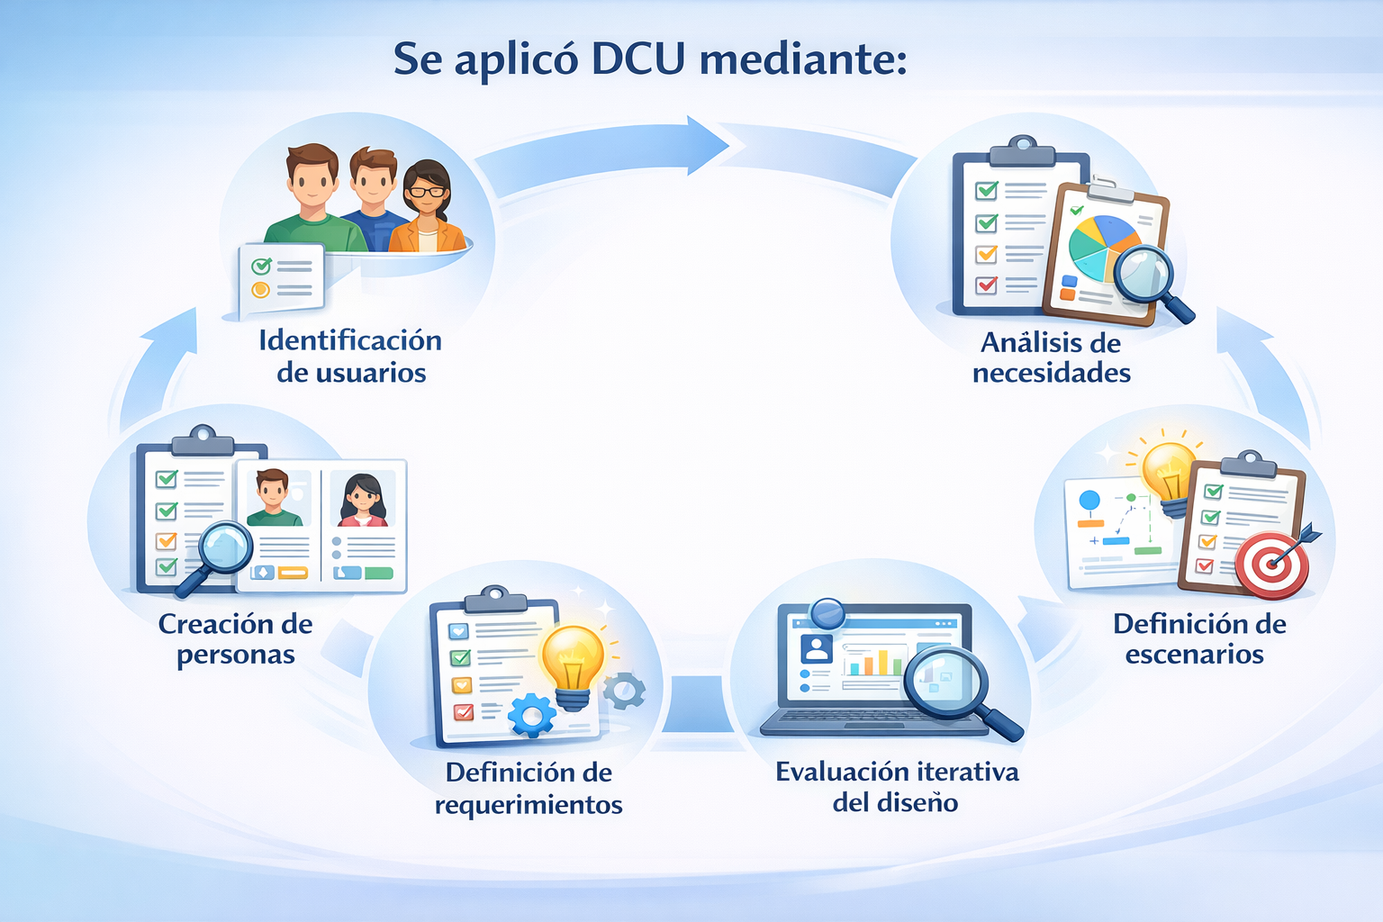 Se aplicó DCU mediante:
Identificación
de usuarios
Análisis de
necesidades
Creación de
personas
Definición de
escenarios
Definición de
requerimientos
Evaluación iterativa
del diseño